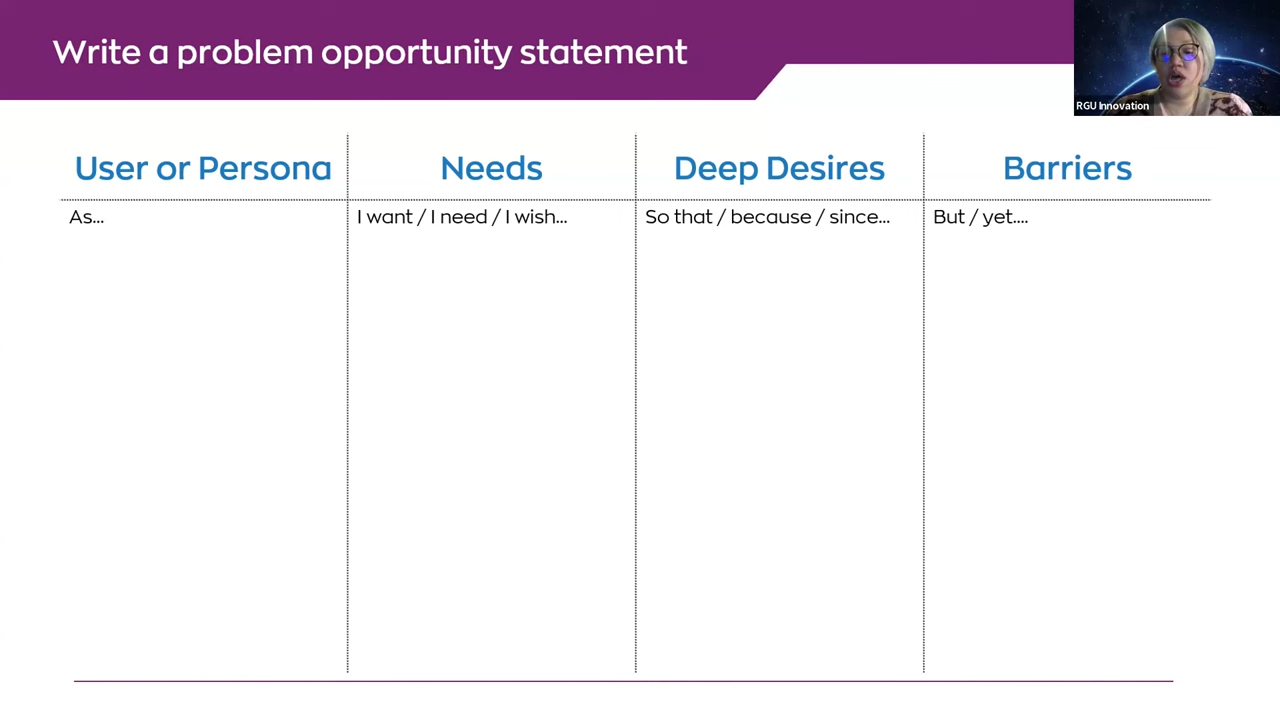 Write a problem opportunity statement
RGU Innovation
User or Persona
Needs
Deep Desires
Barriers
As...
I want / I need / I wish...
So that / because / since...
But / yet....